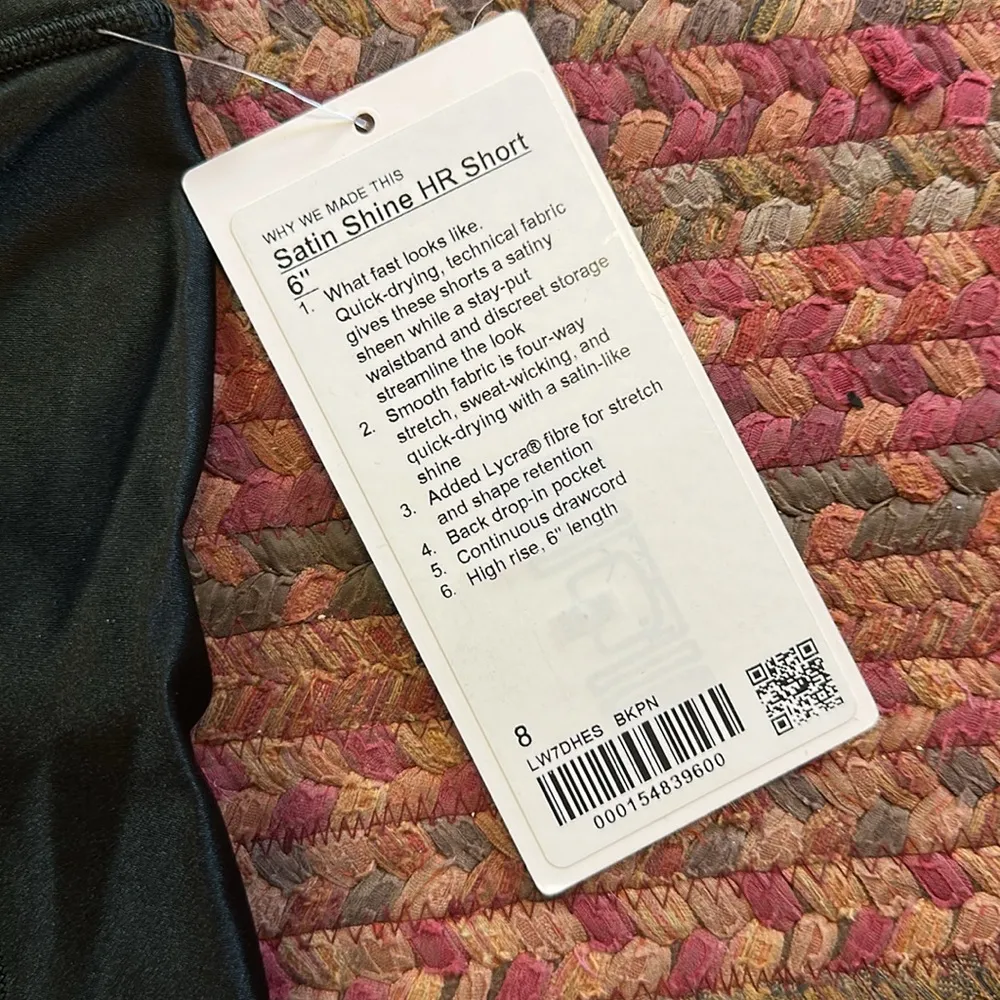 WHY WE MADE THIS
Satin Shine HR Short
6"
1. What fast looks like.
Quick-drying, technical fabric
gives these shorts a satiny
sheen while a stay-put
waistband and discreet storage
streamline the look
2. Smooth fabric is four-way
stretch, sweat-wicking, and
quick-drying with a satin-like
shine
3. Added Lycra® fibre for stretch
and shape retention
4. Back drop-in pocket
5. Continuous drawcord
6. High rise, 6" length
8
LW7DHES BKPN
000154839600